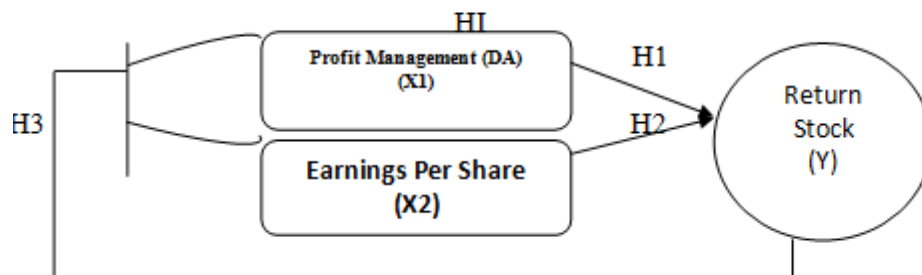 HI
Profit Management (DA)
(X1)
H1
Return
Stock
(Y)
H3
H2
Earnings Per Share
(X2)